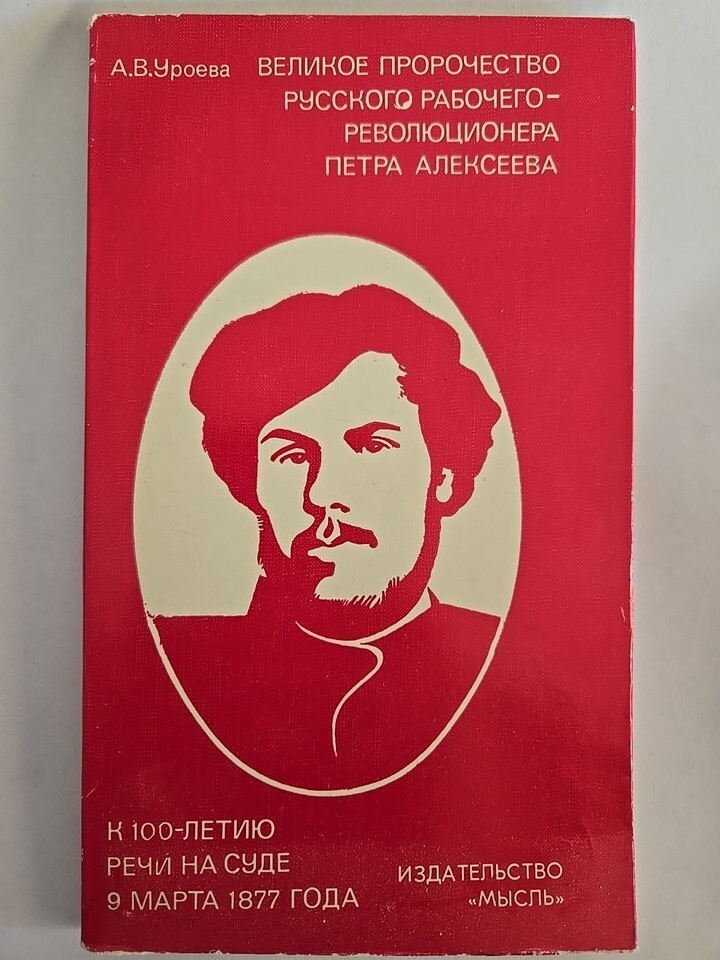 А.В.Уроева
ВЕЛИКОЕ ПРОРОЧЕСТВО
РУССКОГО РАБОЧЕГО–
РЕВОЛЮЦИОНЕРА
ПЕТРА АЛЕКСЕЕВА
К 100-ЛЕТИЮ
РЕЧИ НА СУДЕ
9 МАРТА 1877 ГОДА
ИЗДАТЕЛЬСТВО
«МЫСЛЬ»